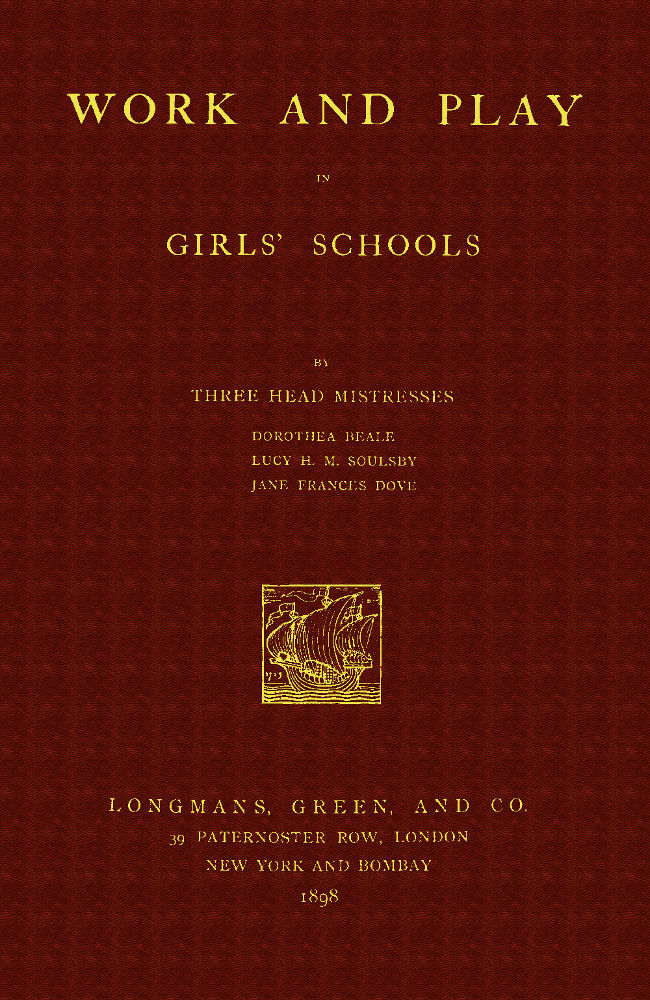 WORK AND PLAY
IN
GIRLS' SCHOOLS
BY
THREE HEAD MISTRESSES
DOROTHEA BEALE
LUCY H. M. SOULSBY
JANE FRANCES DOVE
LONGMANS, GREEN, AND CO.
39 PATERNOSTER ROW, LONDON
NEW YORK AND BOMBAY
1898